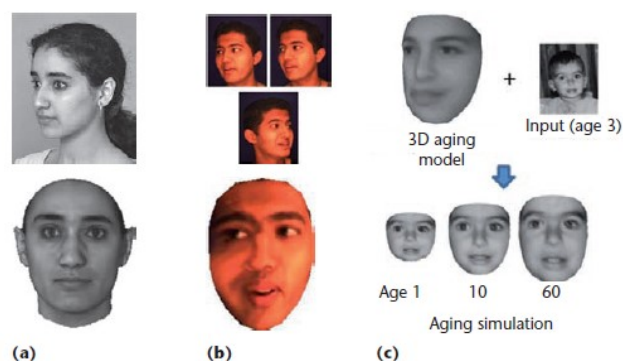 +
Input (age 3)
3D aging
model
Age 1
10
60
Aging simulation
(a)
(b)
(c)